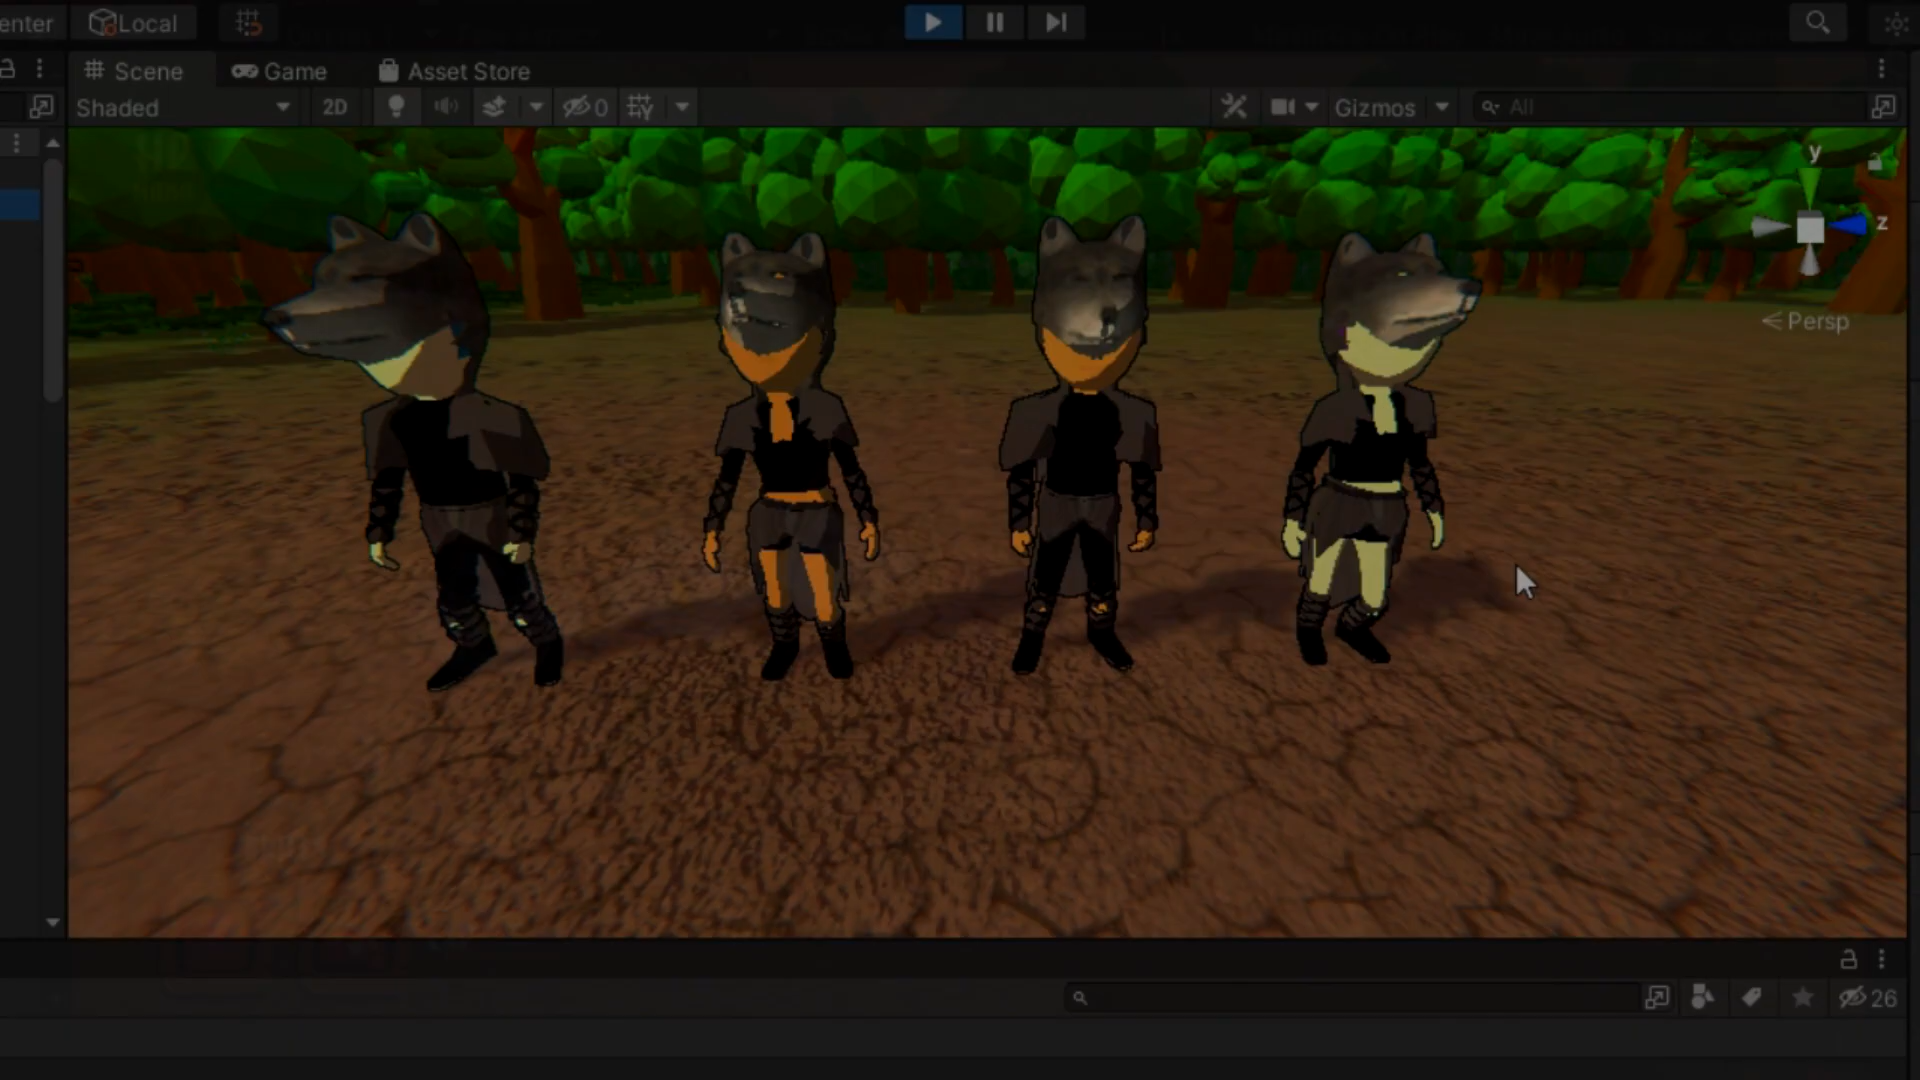 enter Local
Scene Game Asset Store
Shaded 2D 0 Gizmos All
y
z
Persp
26